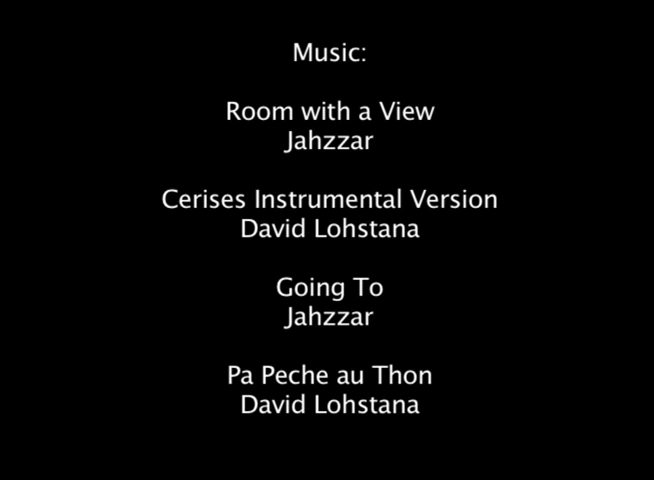 Music:
Room with a View
Jahzzar
Cerises Instrumental Version
David Lohstana
Going To
Jahzzar
Pa Peche au Thon
David Lohstana